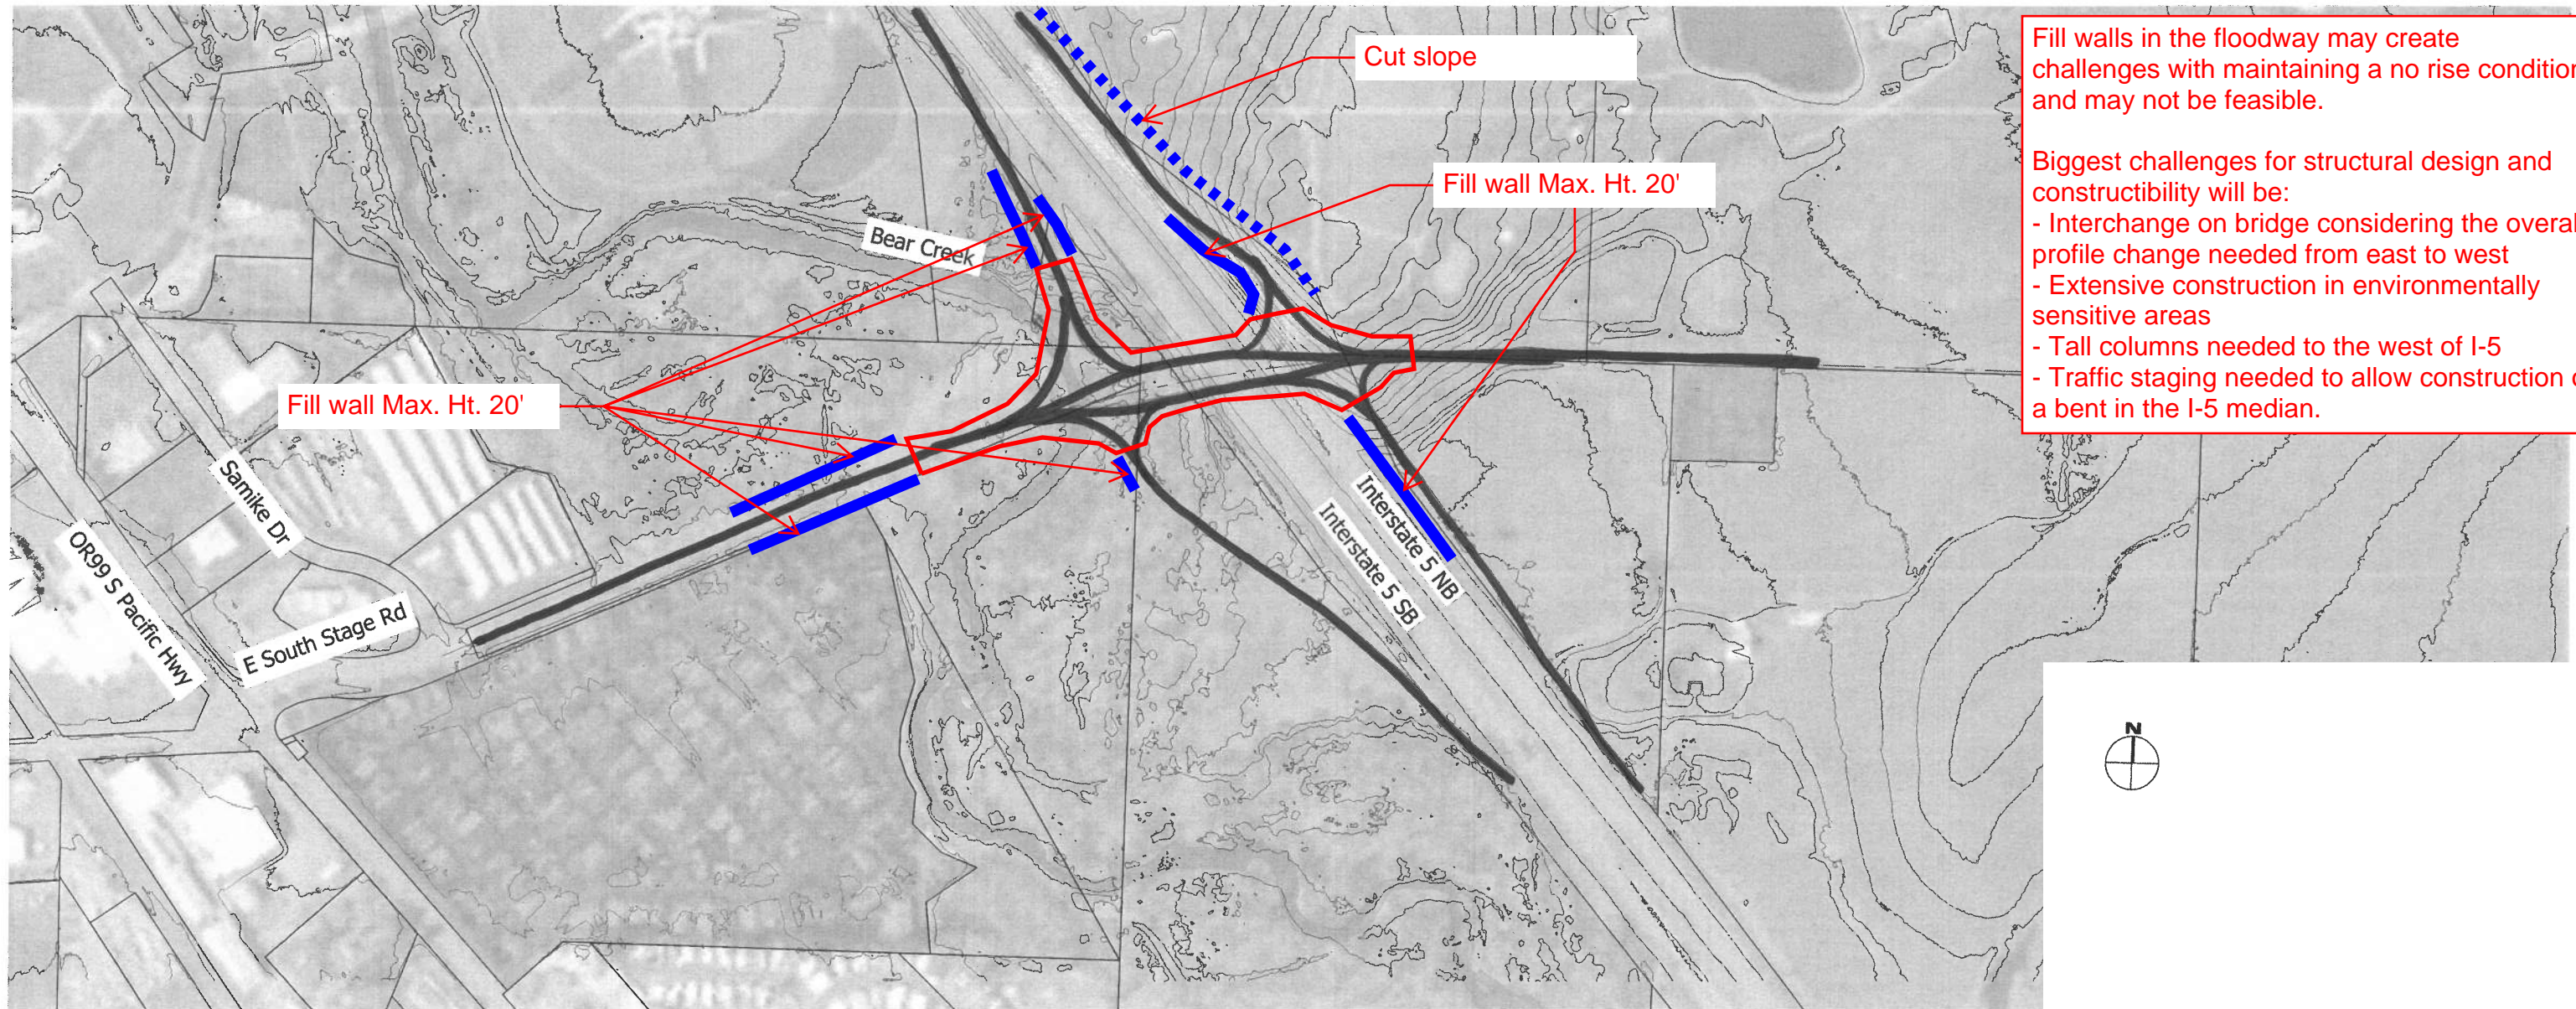 Cut slope
Fill wall Max. Ht. 20'
Fill walls in the floodway may create
challenges with maintaining a no rise condition
and may not be feasible.
Biggest challenges for structural design and
constructibility will be:
- Interchange on bridge considering the overal
profile change needed from east to west
- Extensive construction in environmentally
sensitive areas
- Tall columns needed to the west of I-5
- Traffic staging needed to allow construction o
a bent in the I-5 median.
Bear Creek
Fill wall Max. Ht. 20'
Samike Dr
OR99 S Pacific Hwy
E South Stage Rd
Interstate 5 NB
Interstate 5 SB
N